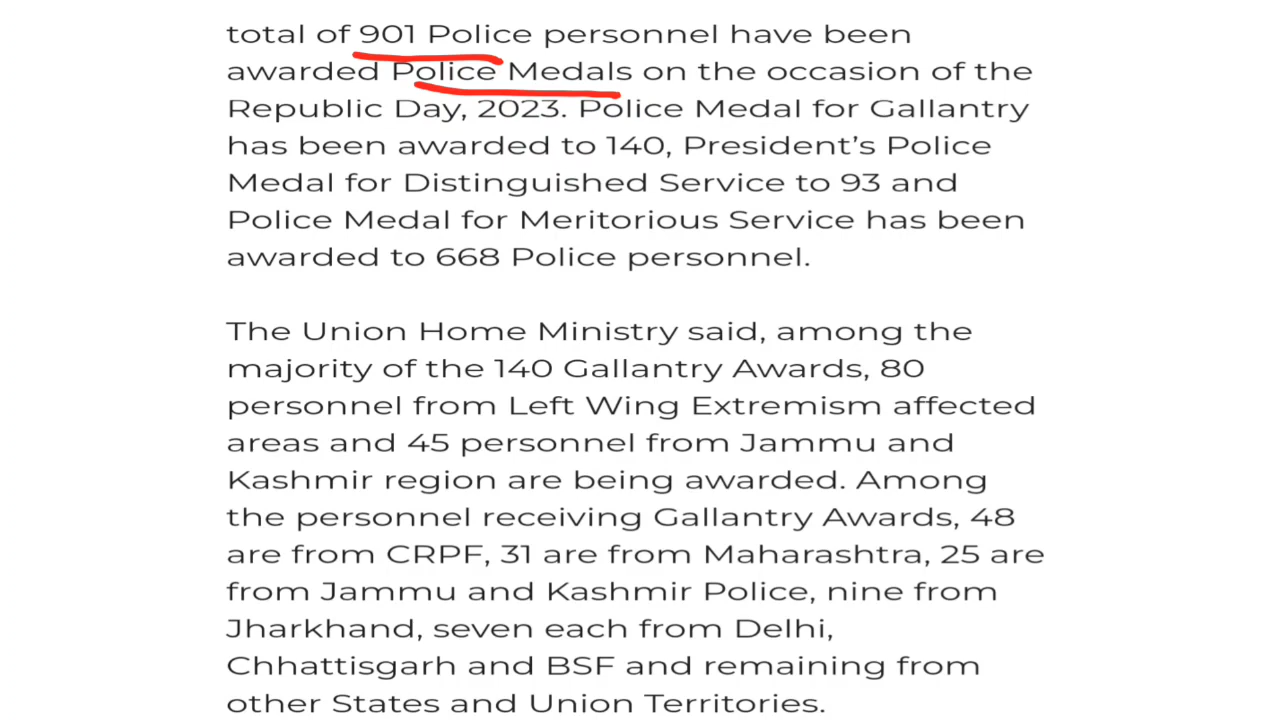 total of 901 Police personnel have been
awarded Police Medals on the occasion of the
Republic Day, 2023. Police Medal for Gallantry
has been awarded to 140, President’s Police
Medal for Distinguished Service to 93 and
Police Medal for Meritorious Service has been
awarded to 668 Police personnel.
The Union Home Ministry said, among the
majority of the 140 Gallantry Awards, 80
personnel from Left Wing Extremism affected
areas and 45 personnel from Jammu and
Kashmir region are being awarded. Among
the personnel receiving Gallantry Awards, 48
are from CRPF, 31 are from Maharashtra, 25 are
from Jammu and Kashmir Police, nine from
Jharkhand, seven each from Delhi,
Chhattisgarh and BSF and remaining from
other States and Union Territories.